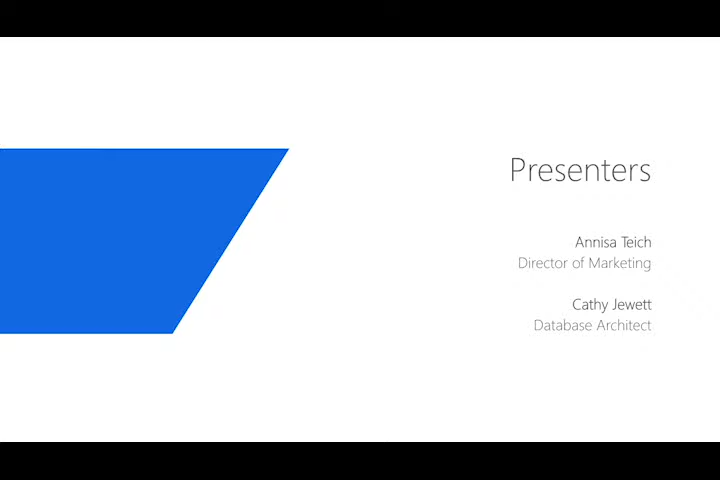 Presenters
Annisa Teich
Director of Marketing
Cathy Jewett
Database Architect